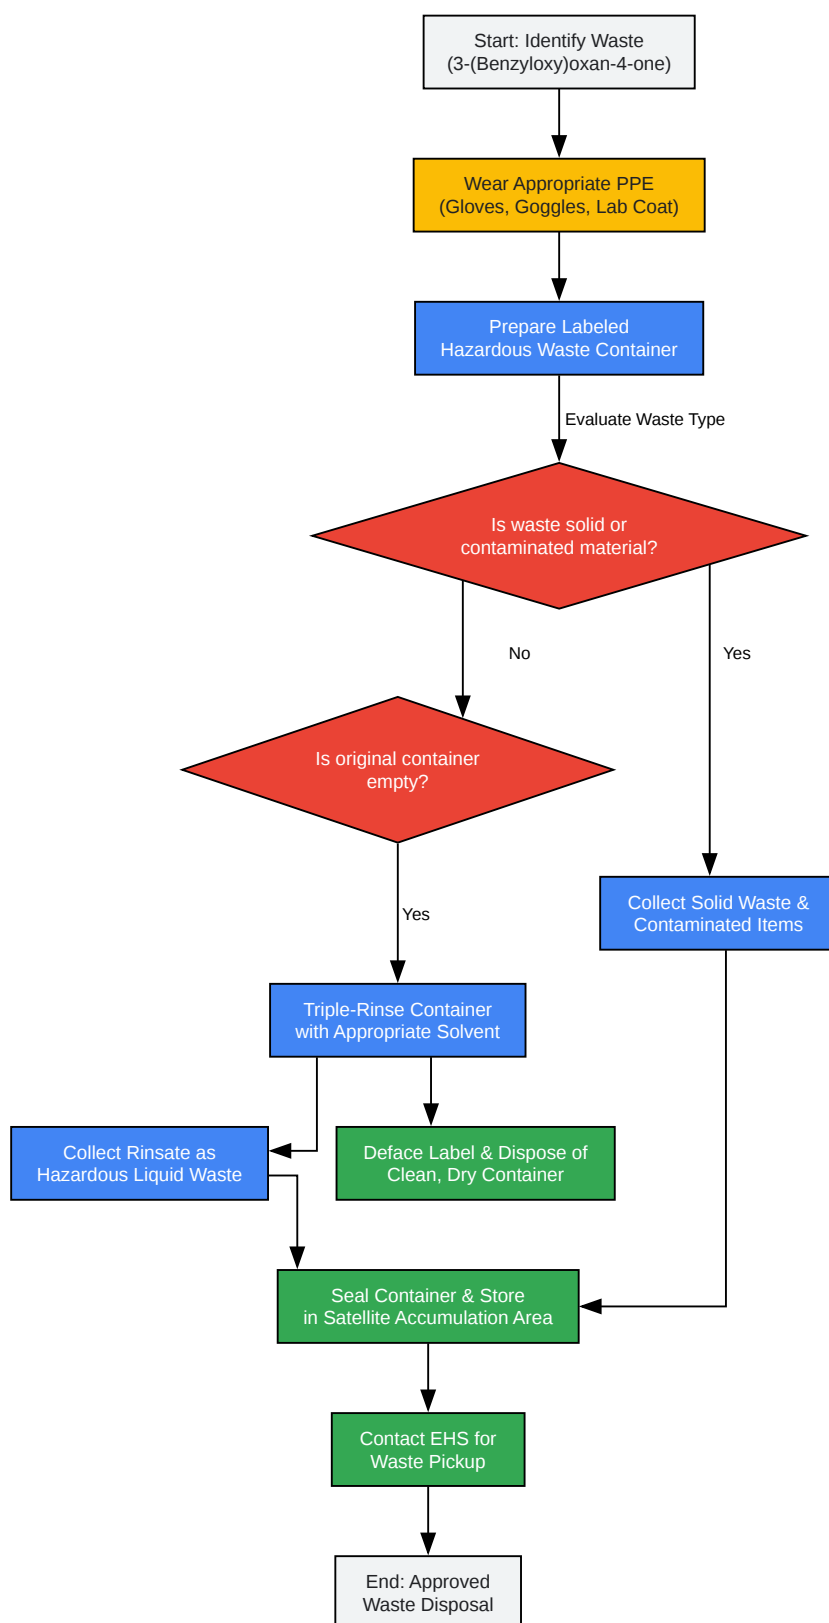 Start: Identify Waste
(3-(Benzyloxy)oxan-4-one)
Wear Appropriate PPE
(Gloves, Goggles, Lab Coat)
Prepare Labeled
Hazardous Waste Container
Evaluate Waste Type
Is waste solid or
contaminated material?
No
Yes
Is original container
empty?
Collect Solid Waste &
Contaminated Items
Yes
Triple-Rinse Container
with Appropriate Solvent
Collect Rinsate as
Hazardous Liquid Waste
Deface Label & Dispose of
Clean, Dry Container
Seal Container & Store
in Satellite Accumulation Area
Contact EHS for
Waste Pickup
End: Approved
Waste Disposal